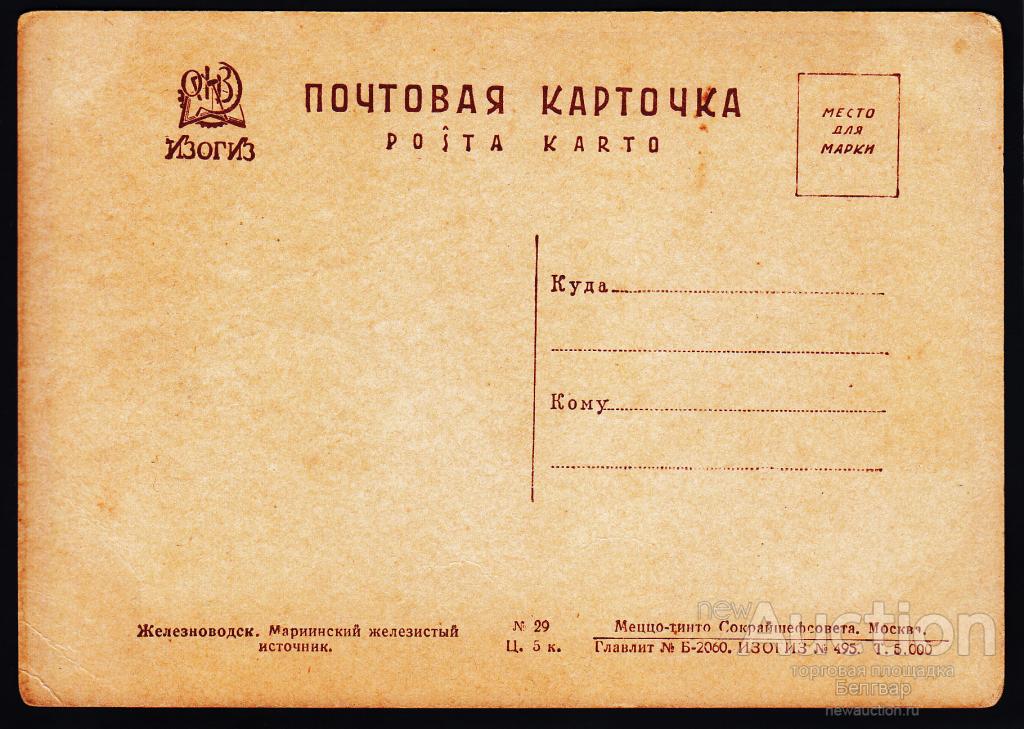 ОГИЗ
ИЗОГИЗ
ПОЧТОВАЯ КАРТОЧКА
POŜTA KARTO
МЕСТО
ДЛЯ
МАРКИ
Куда
Кому
Железноводск. Мариинский железистый
источник.
№ 29
Ц. 5 к.
Меццо-тинто Сокрайшефсовета. Москва.
Главлит № Б-2060. ИЗОГИЗ № Т. 5.000
newAuction
торговая площадка
Белгвар
newauction.ru